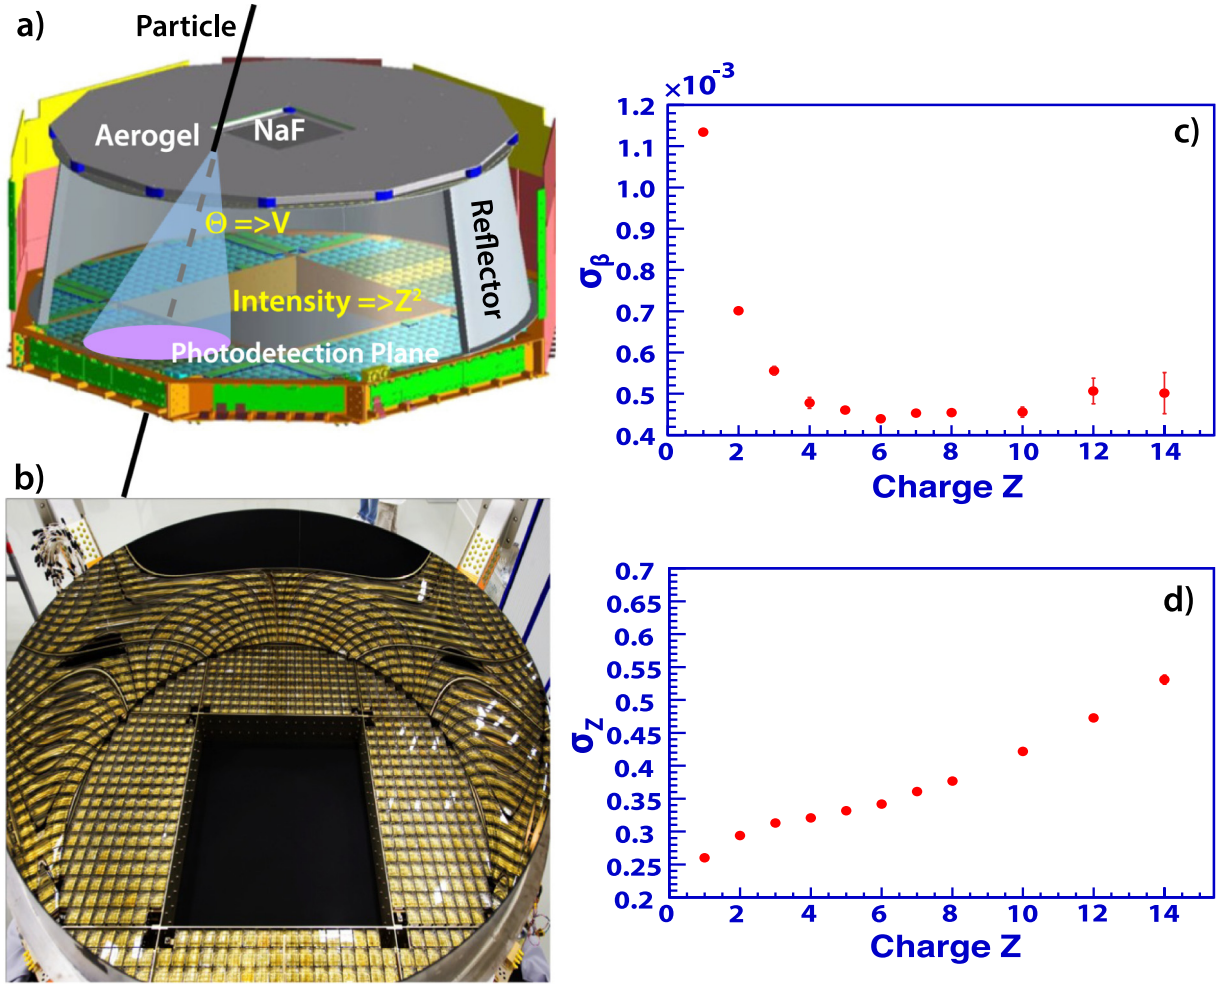 a)
Particle
Aerogel
NaF
Θ =>V
Reflector
Intensity =>Z²
Photodetection Plane
b)
c)
×10⁻³
1.2
1.1
1.0
0.9
0.8
0.7
0.6
0.5
0.4
σβ
0 2 4 6 8 10 12 14
Charge Z
d)
0.7
0.65
0.6
0.55
0.5
0.45
0.4
0.35
0.3
0.25
0.2
σZ
0 2 4 6 8 10 12 14
Charge Z